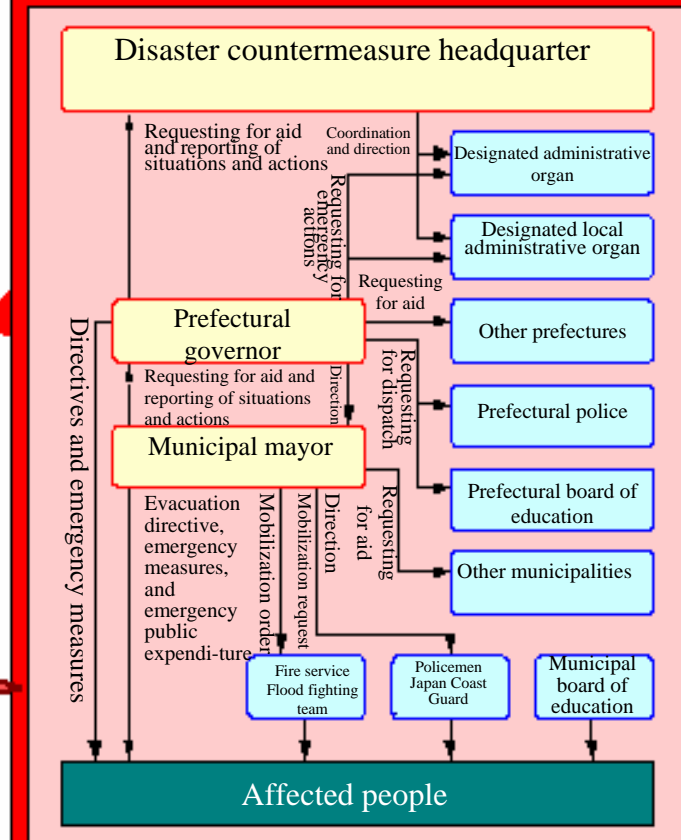 Disaster countermeasure headquarter
Requesting for aid
and reporting of
situations and actions
Coordination
and direction
Designated administrative
organ
Requesting for
emergency
actions
Designated local
administrative organ
Requesting
for aid
Prefectural
governor
Other prefectures
Directives and emergency measures
Requesting for aid and
reporting of situations
and actions
Direction
Requesting
for dispatch
Prefectural police
Municipal mayor
Prefectural board of
education
Evacuation
directive,
emergency
measures,
and
emergency
public
expendi-ture
Mobilization order
Mobilization request
Direction
Requesting
for aid
Other municipalities
Fire service
Flood fighting
team
Policemen
Japan Coast
Guard
Municipal
board of
education
Affected people